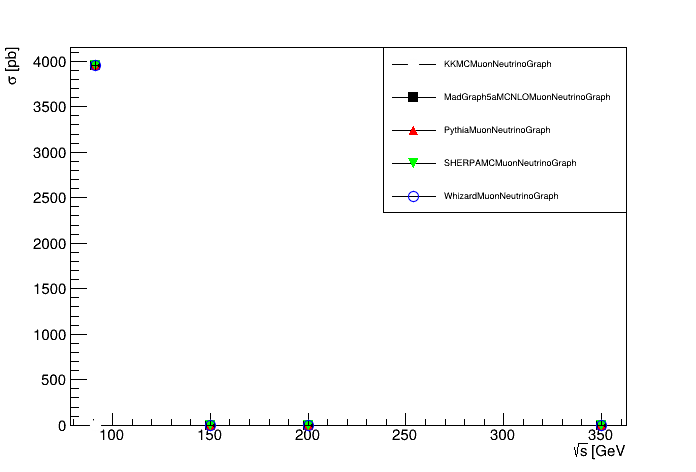 σ [pb]
4000
3500
3000
2500
2000
1500
1000
500
0
KKMCMuonNeutrinoGraph
MadGraph5aMCNLOMuonNeutrinoGraph
PythiaMuonNeutrinoGraph
SHERPAMCMuonNeutrinoGraph
WhizardMuonNeutrinoGraph
100 150 200 250 300 350
√s [GeV